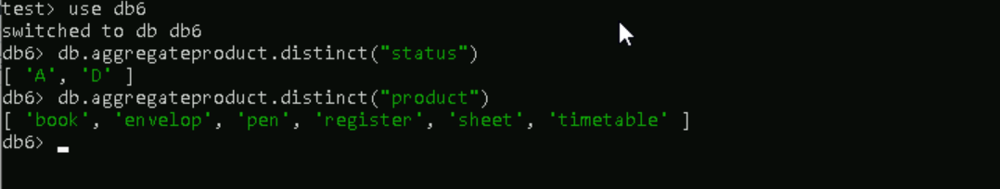 test> use db6
switched to db db6
db6> db.aggregateproduct.distinct("status")
[ 'A', 'D' ]
db6> db.aggregateproduct.distinct("product")
[ 'book', 'envelop', 'pen', 'register', 'sheet', 'timetable' ]
db6>